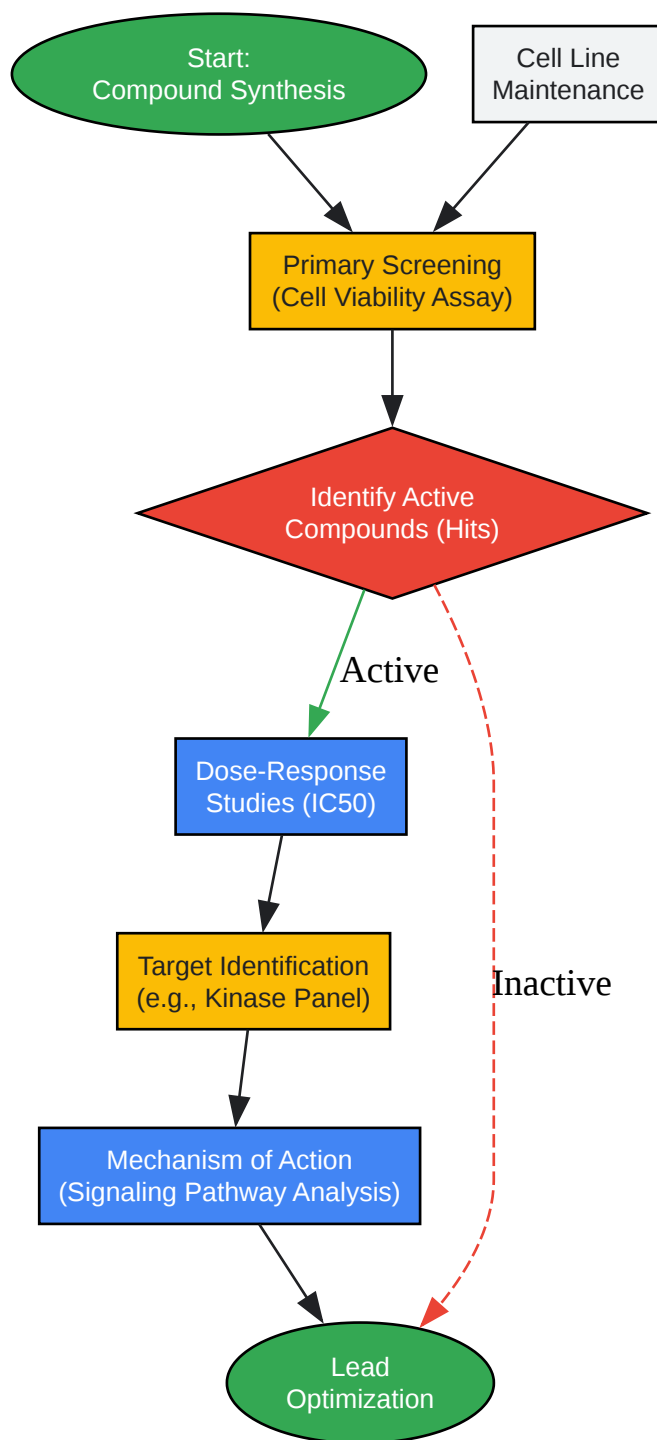 Start:
Compound Synthesis
Cell Line
Maintenance
Primary Screening
(Cell Viability Assay)
Identify Active
Compounds (Hits)
Active
Dose-Response
Studies (IC50)
Target Identification
(e.g., Kinase Panel)
Inactive
Mechanism of Action
(Signaling Pathway Analysis)
Lead
Optimization